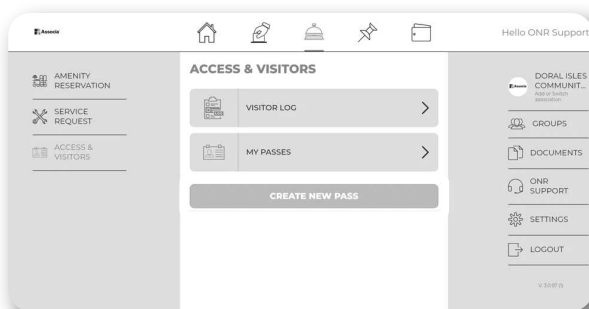 Associa
Hello ONR Support
AMENITY
RESERVATION
SERVICE
REQUEST
ACCESS &
VISITORS
ACCESS & VISITORS
VISITOR LOG
MY PASSES
CREATE NEW PASS
Associa
DORAL ISLES
COMMUNIT...
Add or Switch
association
GROUPS
DOCUMENTS
ONR
SUPPORT
SETTINGS
LOGOUT